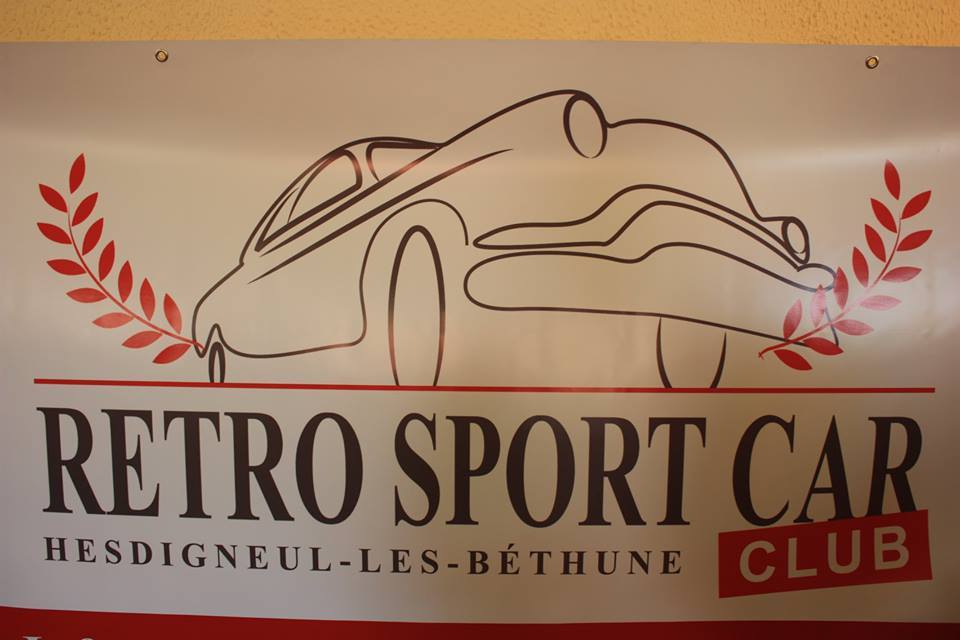 RETRO SPORT CAR
CLUB
HESDIGNEUL-LES-BÉTHUNE